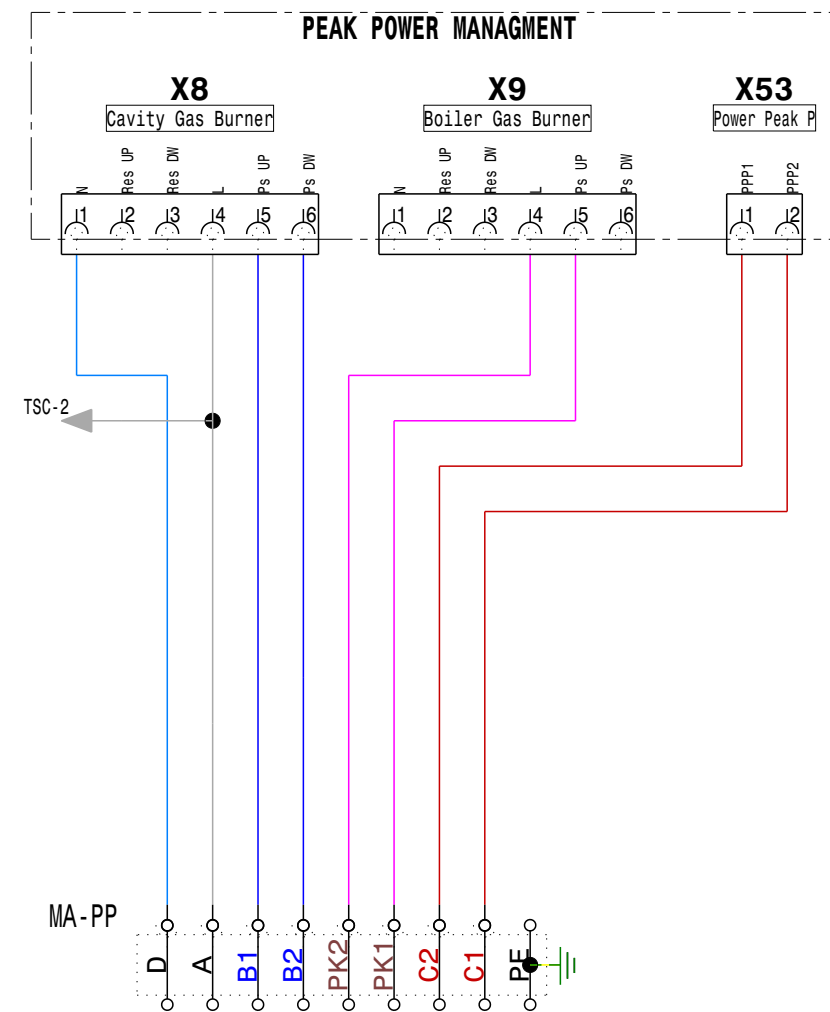 PEAK POWER MANAGMENT
X8 X9 X53
Cavity Gas Burner Boiler Gas Burner Power Peak P
N Res UP Res DW L Ps UP Ps DW N Res UP Res DW L Ps UP Ps DW PPP1 PPP2
1 2 3 4 5 6 1 2 3 4 5 6 1 2
TSC-2
MA-PP
D A B1 B2 PK2 PK1 C2 C1 PE